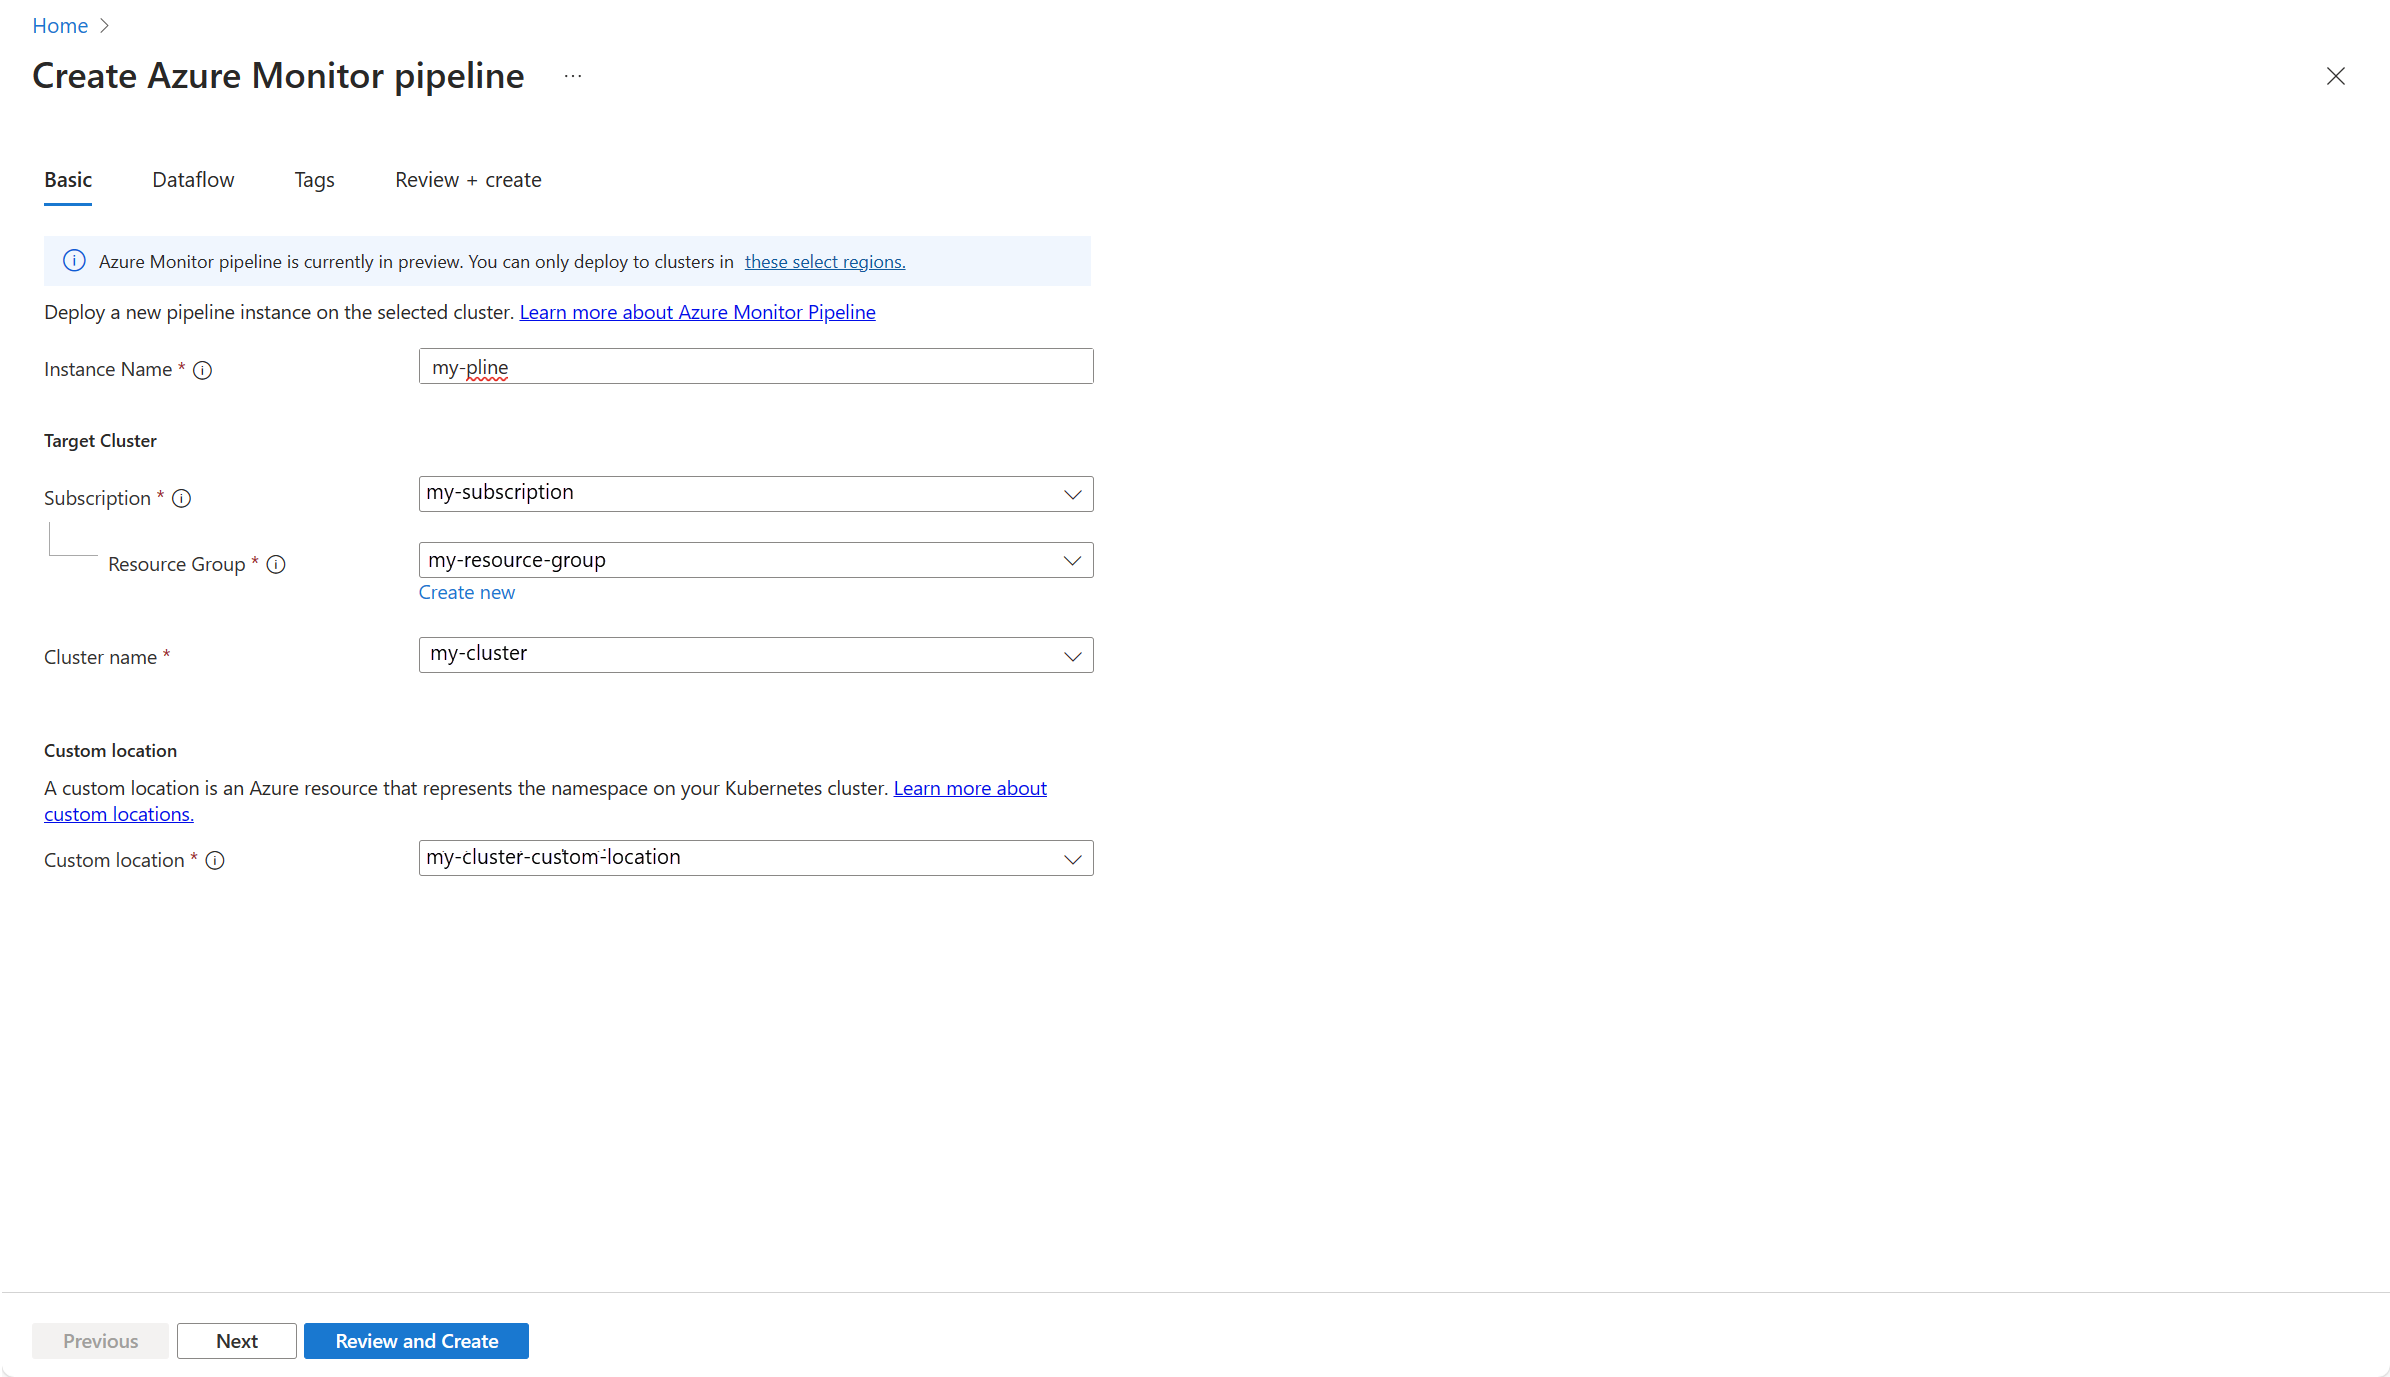 Home
Create Azure Monitor pipeline ...
Basic Dataflow Tags Review + create
Azure Monitor pipeline is currently in preview. You can only deploy to clusters in these select regions.
Deploy a new pipeline instance on the selected cluster. Learn more about Azure Monitor Pipeline
Instance Name * my-pline
Target Cluster
Subscription * my-subscription
Resource Group * my-resource-group
Create new
Cluster name * my-cluster
Custom location
A custom location is an Azure resource that represents the namespace on your Kubernetes cluster. Learn more about
custom locations.
Custom location * my-cluster-custom-location
Previous Next Review and Create